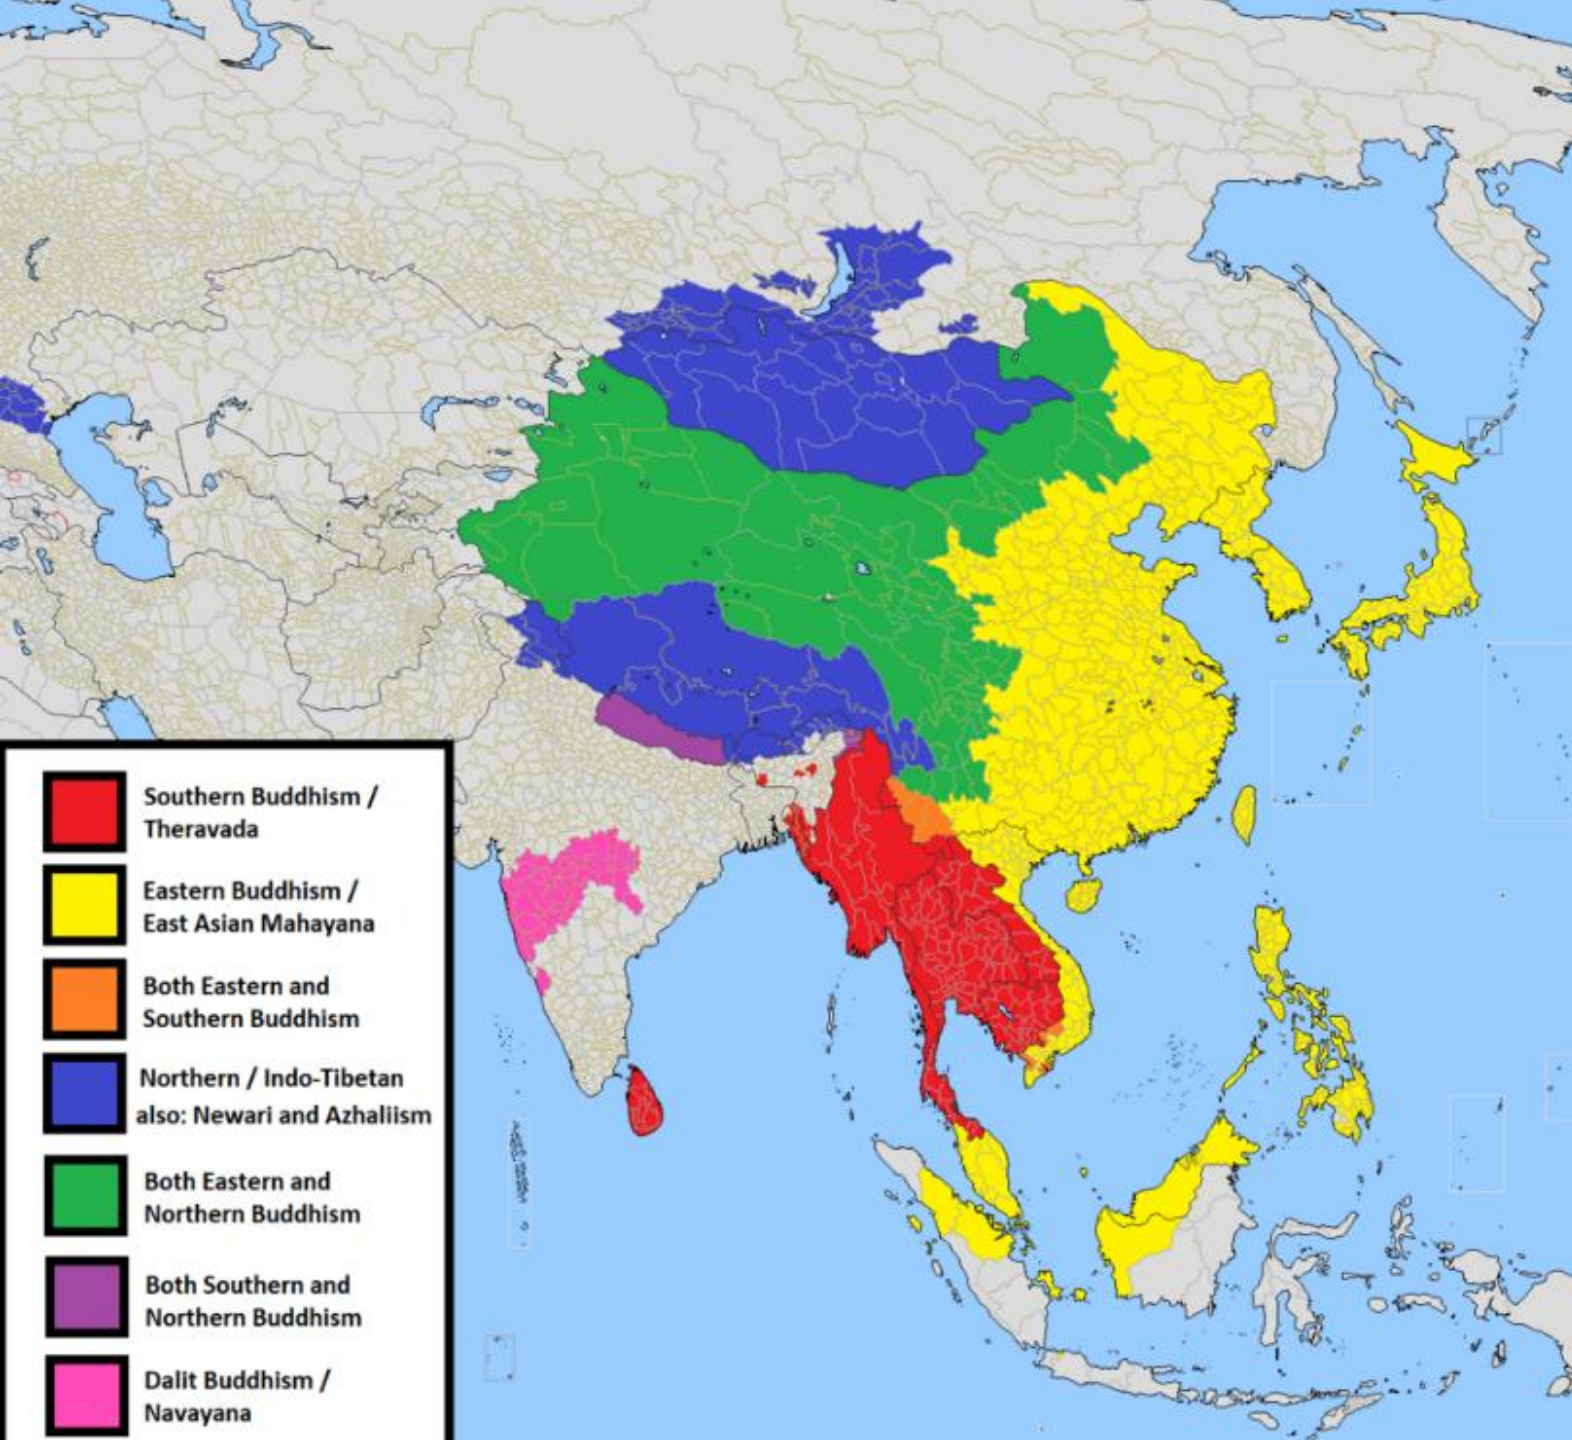 Southern Buddhism /
Theravada
Eastern Buddhism /
East Asian Mahayana
Both Eastern and
Southern Buddhism
Northern / Indo-Tibetan
also: Newari and Azhaliism
Both Eastern and
Northern Buddhism
Both Southern and
Northern Buddhism
Dalit Buddhism /
Navayana